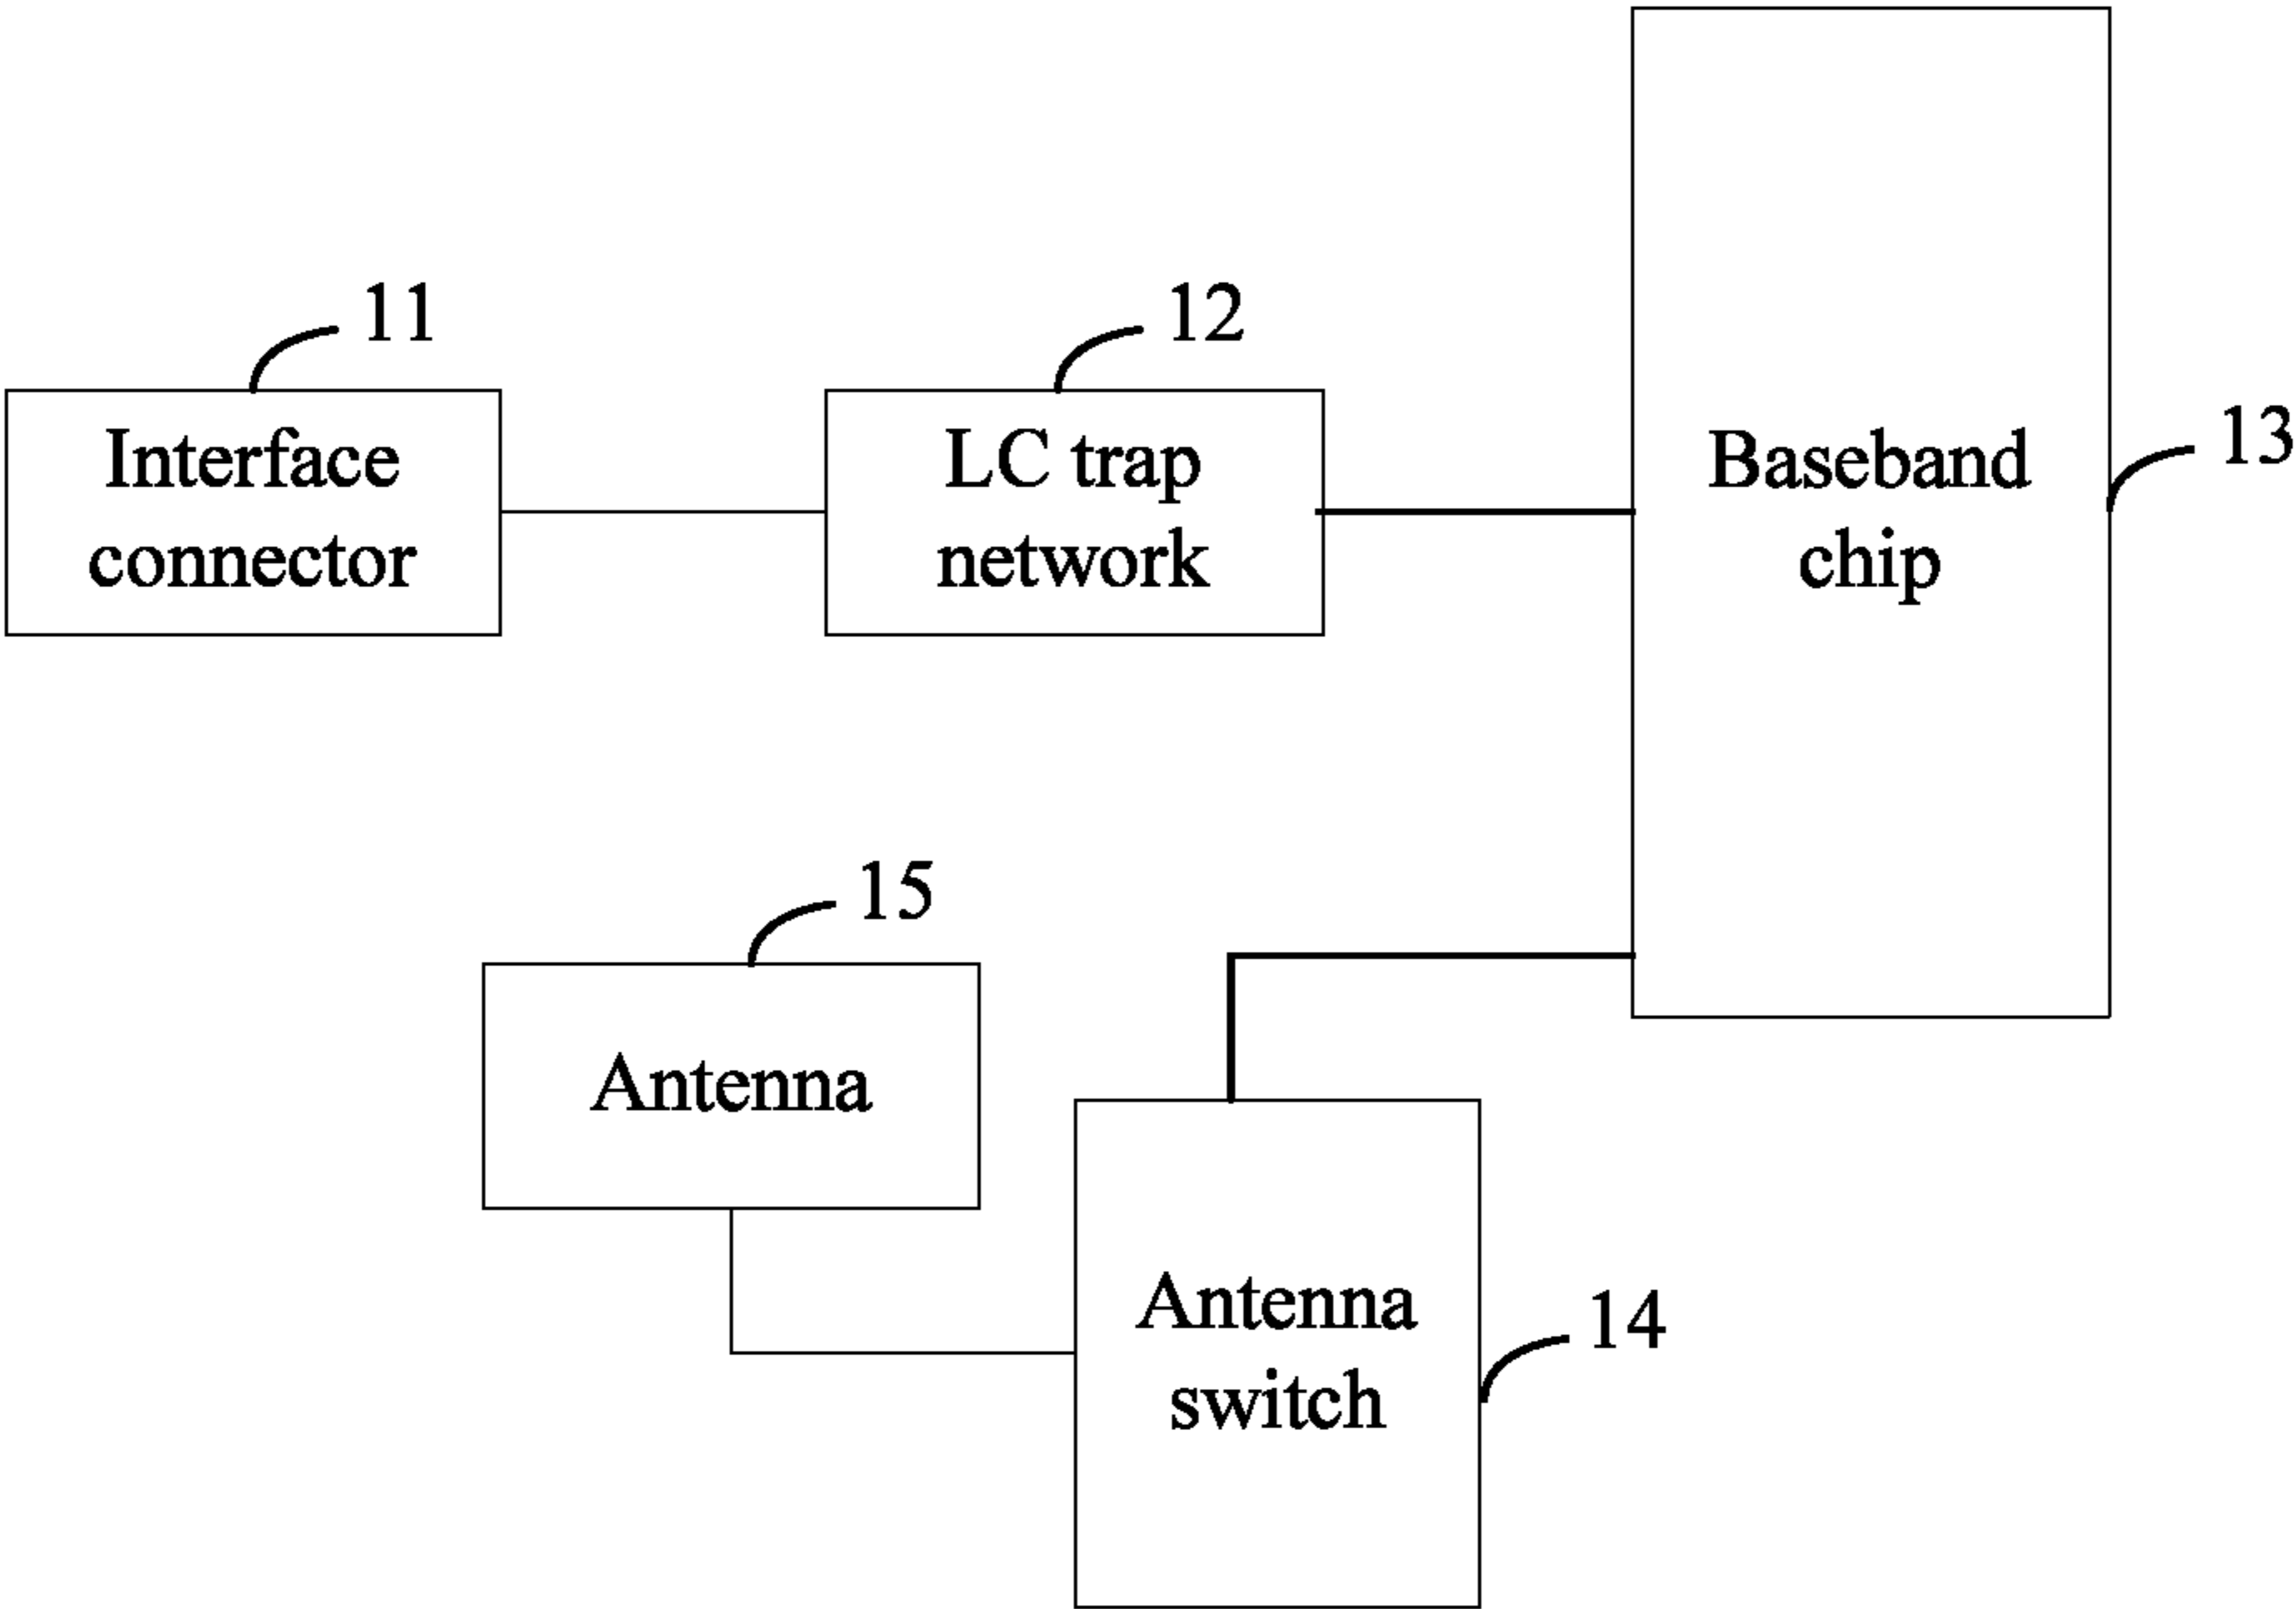 11
12
Interface
connector
LC trap
network
Baseband
chip
13
15
Antenna
Antenna
switch
14